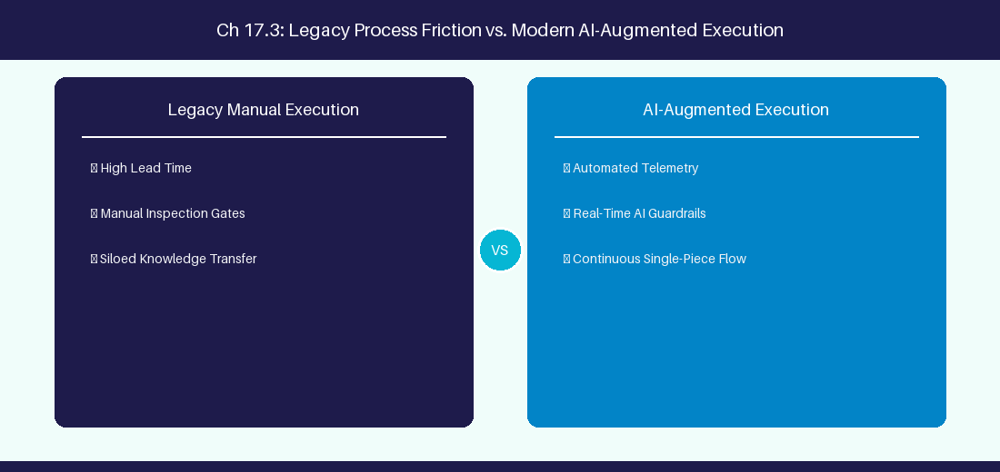 Ch 17.3: Legacy Process Friction vs. Modern AI-Augmented Execution
Legacy Manual Execution
High Lead Time
Manual Inspection Gates
Siloed Knowledge Transfer
VS
AI-Augmented Execution
Automated Telemetry
Real-Time AI Guardrails
Continuous Single-Piece Flow